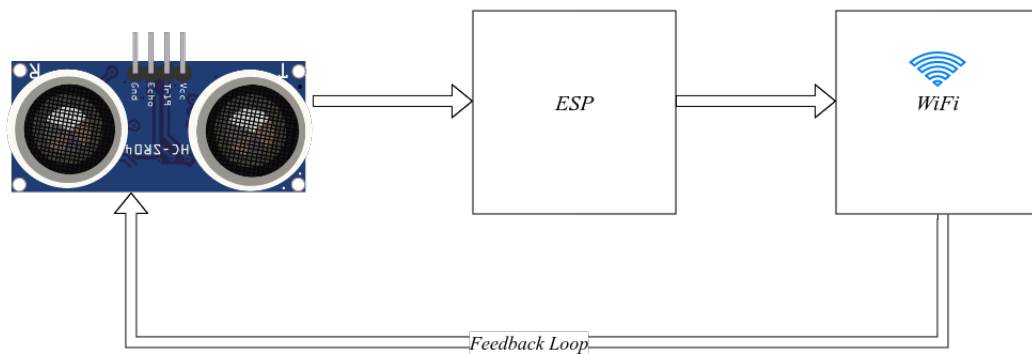 R
T
Gnd
Echo
Trig
Vcc
HC-SR04
ESP
WiFi
Feedback Loop